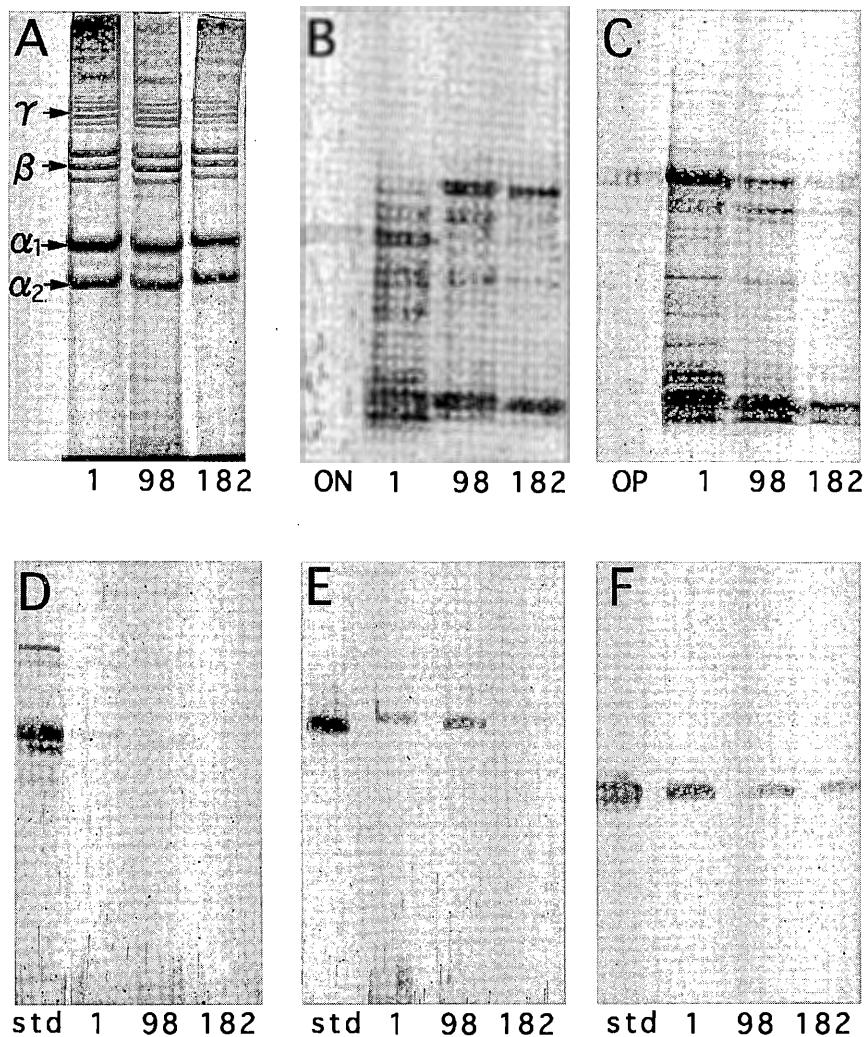 A
B
C
γ
β
α1
α2
1 98 182
ON 1 98 182
OP 1 98 182
D
E
F
std 1 98 182
std 1 98 182
std 1 98 182